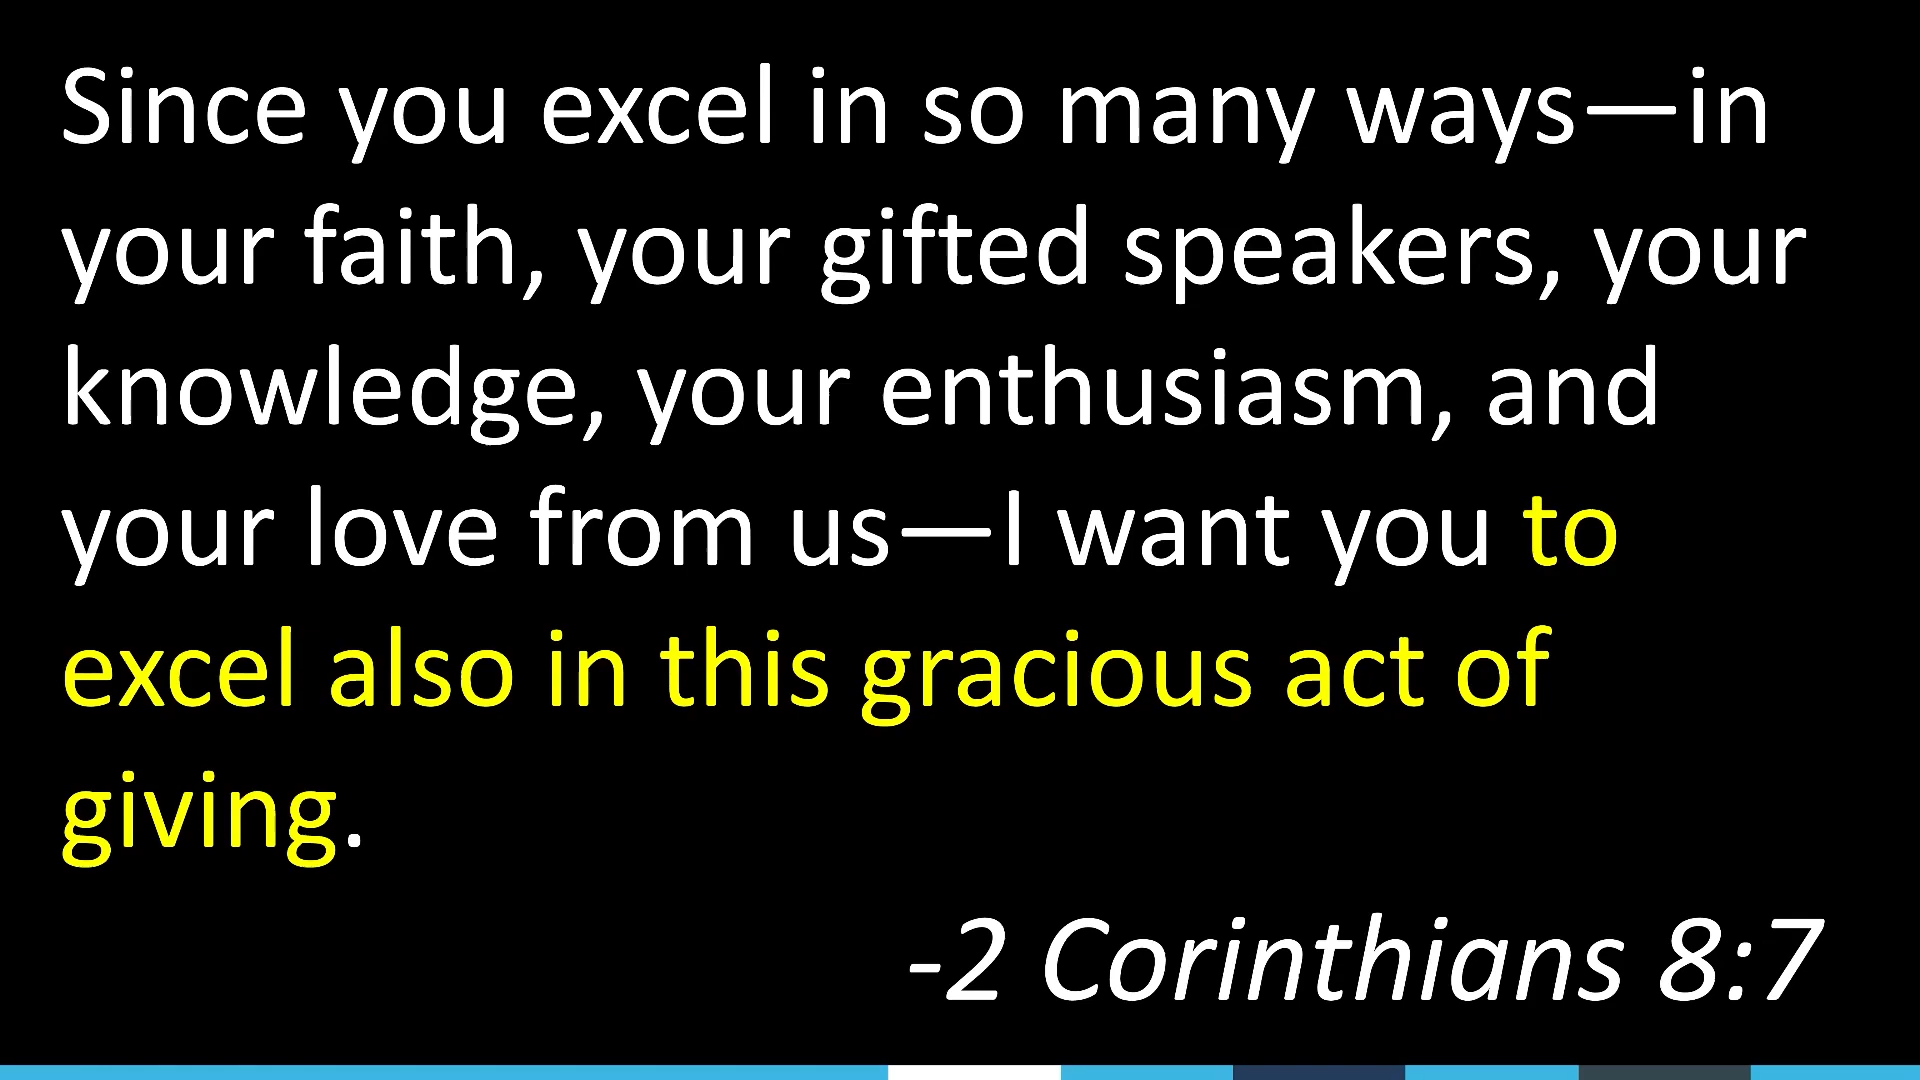 Since you excel in so many ways—in
your faith, your gifted speakers, your
knowledge, your enthusiasm, and
your love from us—I want you to
excel also in this gracious act of
giving.
-2 Corinthians 8:7